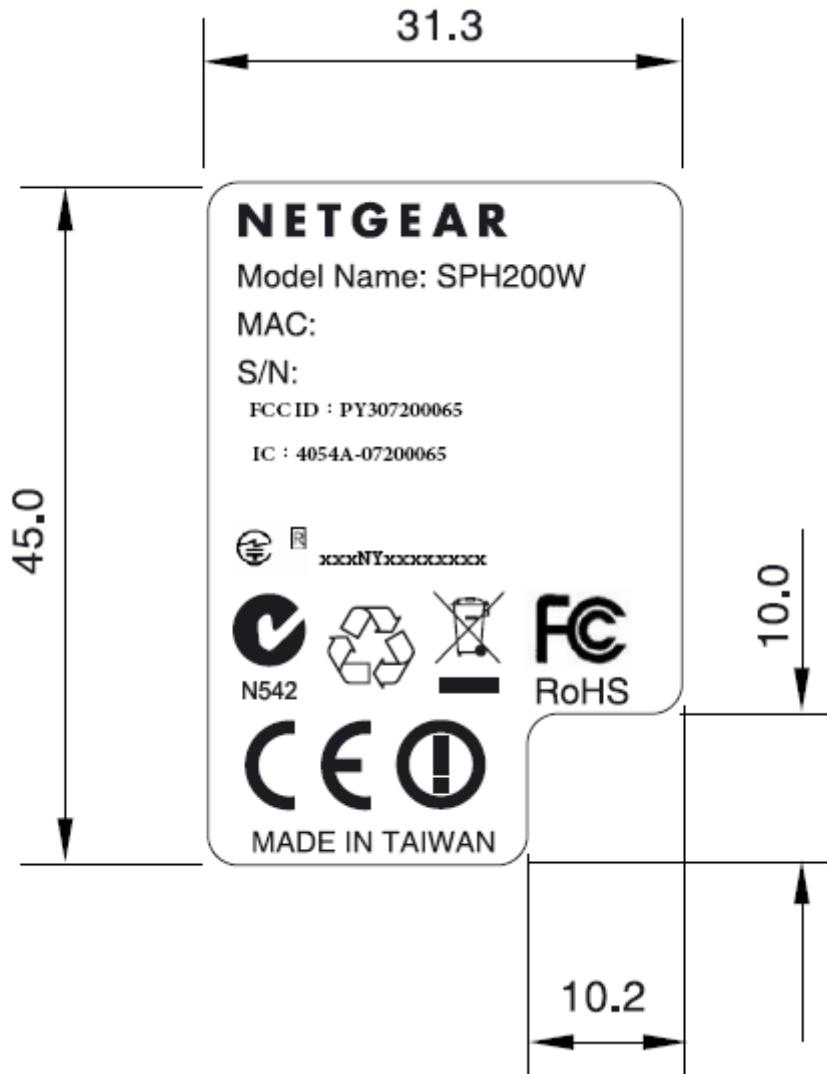 31.3
NETGEAR
Model Name: SPH200W
MAC:
S/N:
FCC ID : PY307200065
IC : 4054A-07200065
45.0
R
xxxNYxxxxxxxx
10.0
N542
FC
RoHS
CE
MADE IN TAIWAN
10.2